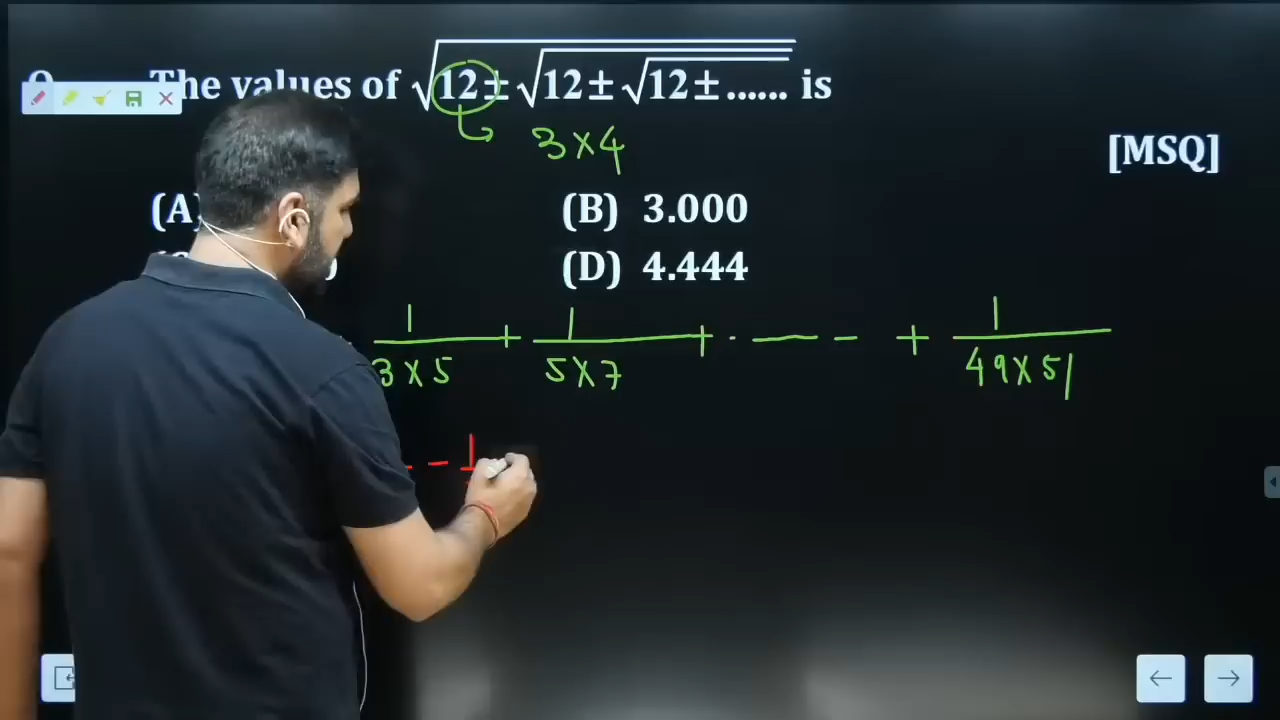 The values of √12± √12± √12± ...... is
3×4
[MSQ]
(A) (B) 3.000
(D) 4.444
1 + 1 + . — – + 1
3×5 5×7 49×51
- - 1